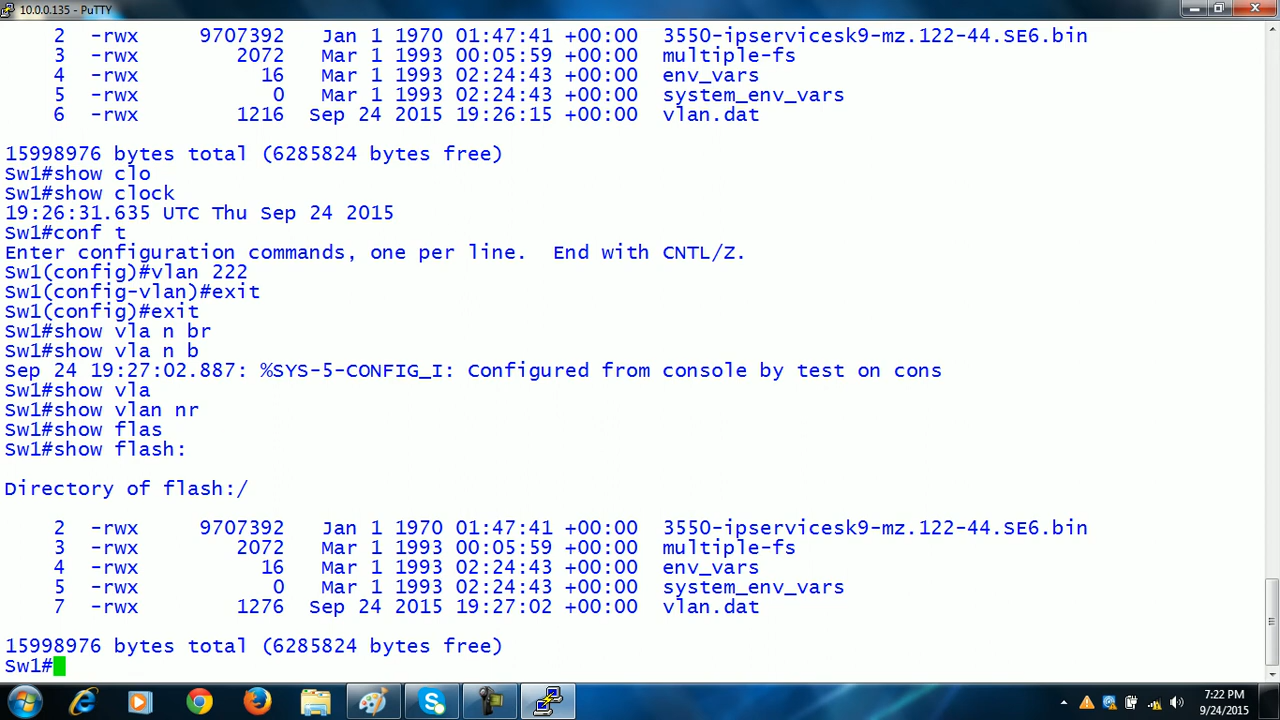 10.0.0.135 - PuTTY
2 -rwx 9707392 Jan 1 1970 01:47:41 +00:00 3550-ipservicesk9-mz.122-44.SE6.bin
3 -rwx 2072 Mar 1 1993 00:05:59 +00:00 multiple-fs
4 -rwx 16 Mar 1 1993 02:24:43 +00:00 env_vars
5 -rwx 0 Mar 1 1993 02:24:43 +00:00 system_env_vars
6 -rwx 1216 Sep 24 2015 19:26:15 +00:00 vlan.dat
15998976 bytes total (6285824 bytes free)
Sw1#show clo
Sw1#show clock
19:26:31.635 UTC Thu Sep 24 2015
Sw1#conf t
Enter configuration commands, one per line.  End with CNTL/Z.
Sw1(config)#vlan 222
Sw1(config-vlan)#exit
Sw1(config)#exit
Sw1#show vla n br
Sw1#show vla n b
Sep 24 19:27:02.887: %SYS-5-CONFIG_I: Configured from console by test on cons
Sw1#show vla
Sw1#show vlan nr
Sw1#show flas
Sw1#show flash:
Directory of flash:/
2 -rwx 9707392 Jan 1 1970 01:47:41 +00:00 3550-ipservicesk9-mz.122-44.SE6.bin
3 -rwx 2072 Mar 1 1993 00:05:59 +00:00 multiple-fs
4 -rwx 16 Mar 1 1993 02:24:43 +00:00 env_vars
5 -rwx 0 Mar 1 1993 02:24:43 +00:00 system_env_vars
7 -rwx 1276 Sep 24 2015 19:27:02 +00:00 vlan.dat
15998976 bytes total (6285824 bytes free)
Sw1#
7:22 PM
9/24/2015